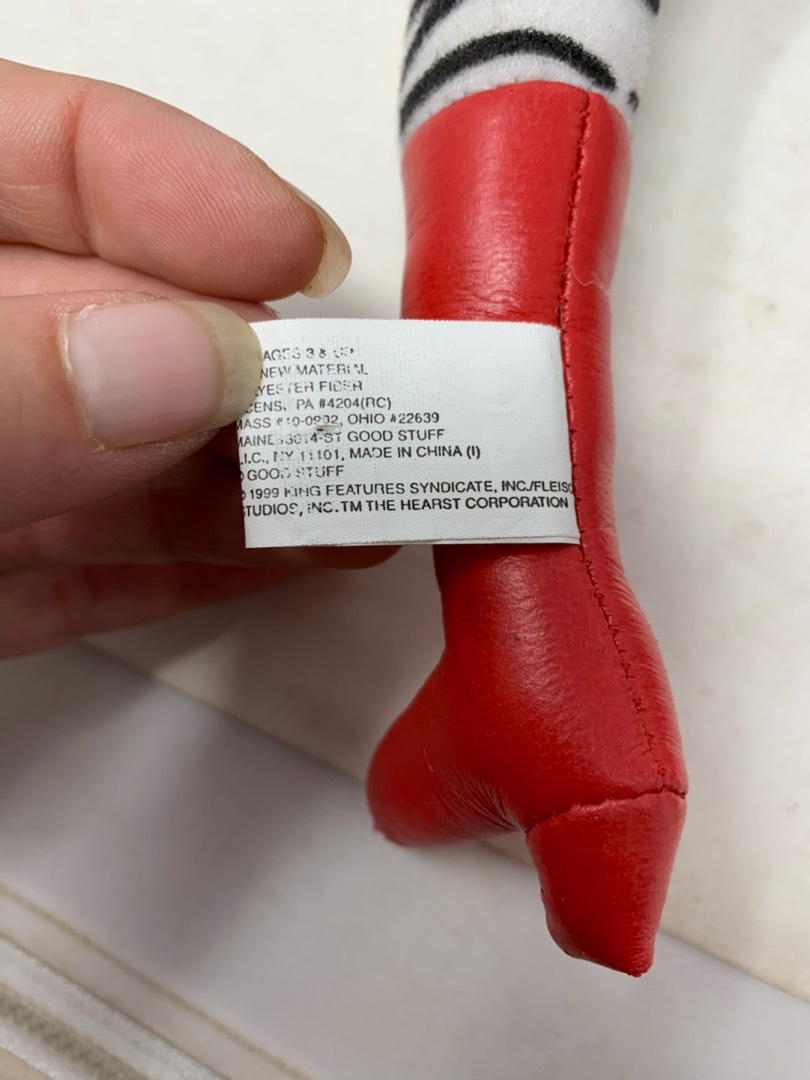 AGES 3 & UP
NEW MATERIAL
YESTER FIBER
CENS. PA #4204(RC)
MASS #10-0892, OHIO #22639
MAINE 3014-ST GOOD STUFF
L.I.C., NY 11101, MADE IN CHINA (I)
GOOD STUFF
© 1999 KING FEATURES SYNDICATE, INC./FLEISC
STUDIOS, INC.TM THE HEARST CORPORATION